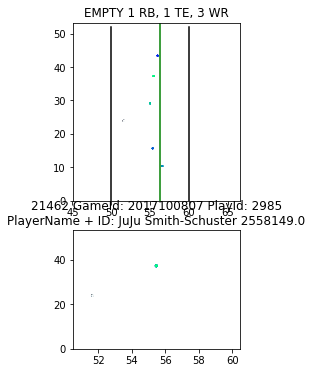 EMPTY 1 RB, 1 TE, 3 WR
50
40
30
20
10
0
45 50 55 60 65
21462 GameId: 2017100807 PlayId: 2985
PlayerName + ID: JuJu Smith-Schuster 2558149.0
40
20
0
52 54 56 58 60